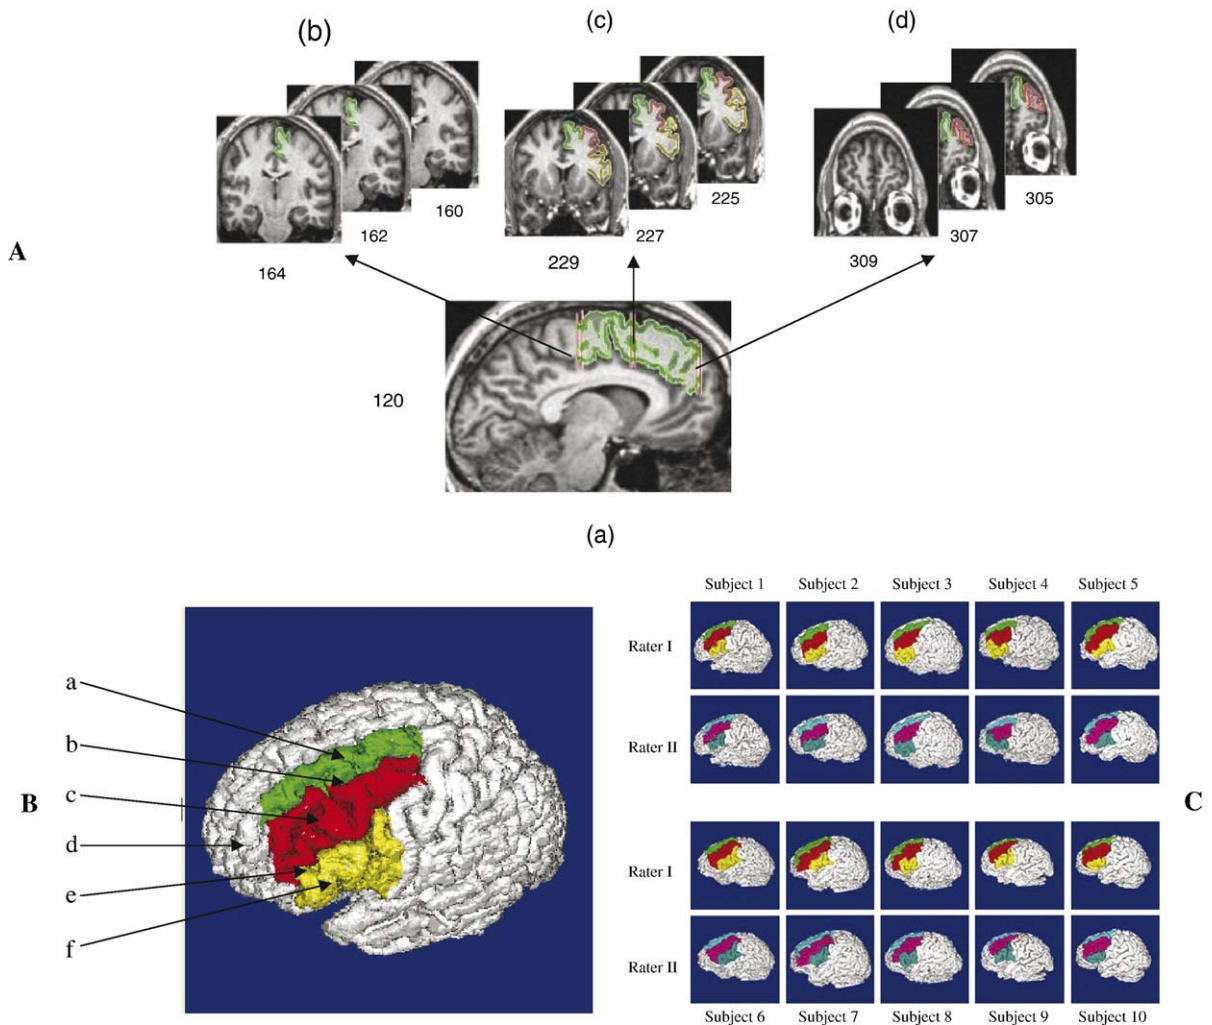 (b) (c) (d)
160 225 305
162 227 307
164 229 309
A
120
(a)
B
a
b
c
d
e
f
Subject 1 Subject 2 Subject 3 Subject 4 Subject 5
Rater I
Rater II
C
Rater I
Rater II
Subject 6 Subject 7 Subject 8 Subject 9 Subject 10